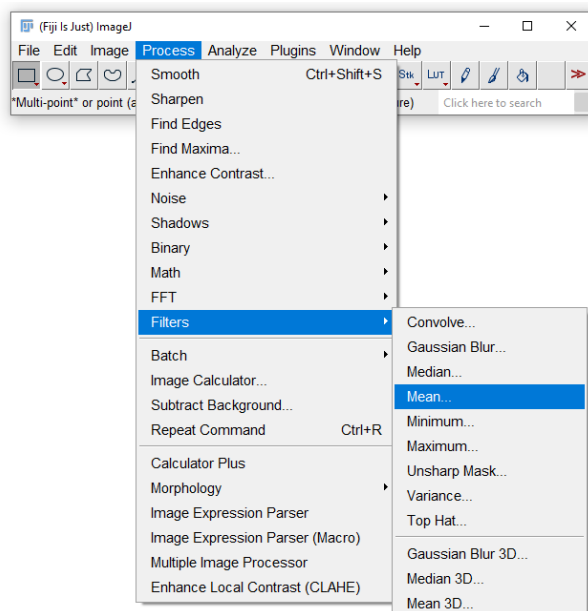 (Fiji Is Just) ImageJ
File Edit Image Process Analyze Plugins Window Help
Stk LUT
*Multi-point* or point (a re) Click here to search
Smooth Ctrl+Shift+S
Sharpen
Find Edges
Find Maxima...
Enhance Contrast...
Noise
Shadows
Binary
Math
FFT
Filters
Batch
Image Calculator...
Subtract Background...
Repeat Command Ctrl+R
Calculator Plus
Morphology
Image Expression Parser
Image Expression Parser (Macro)
Multiple Image Processor
Enhance Local Contrast (CLAHE)
Convolve...
Gaussian Blur...
Median...
Mean...
Minimum...
Maximum...
Unsharp Mask...
Variance...
Top Hat...
Gaussian Blur 3D...
Median 3D...
Mean 3D...